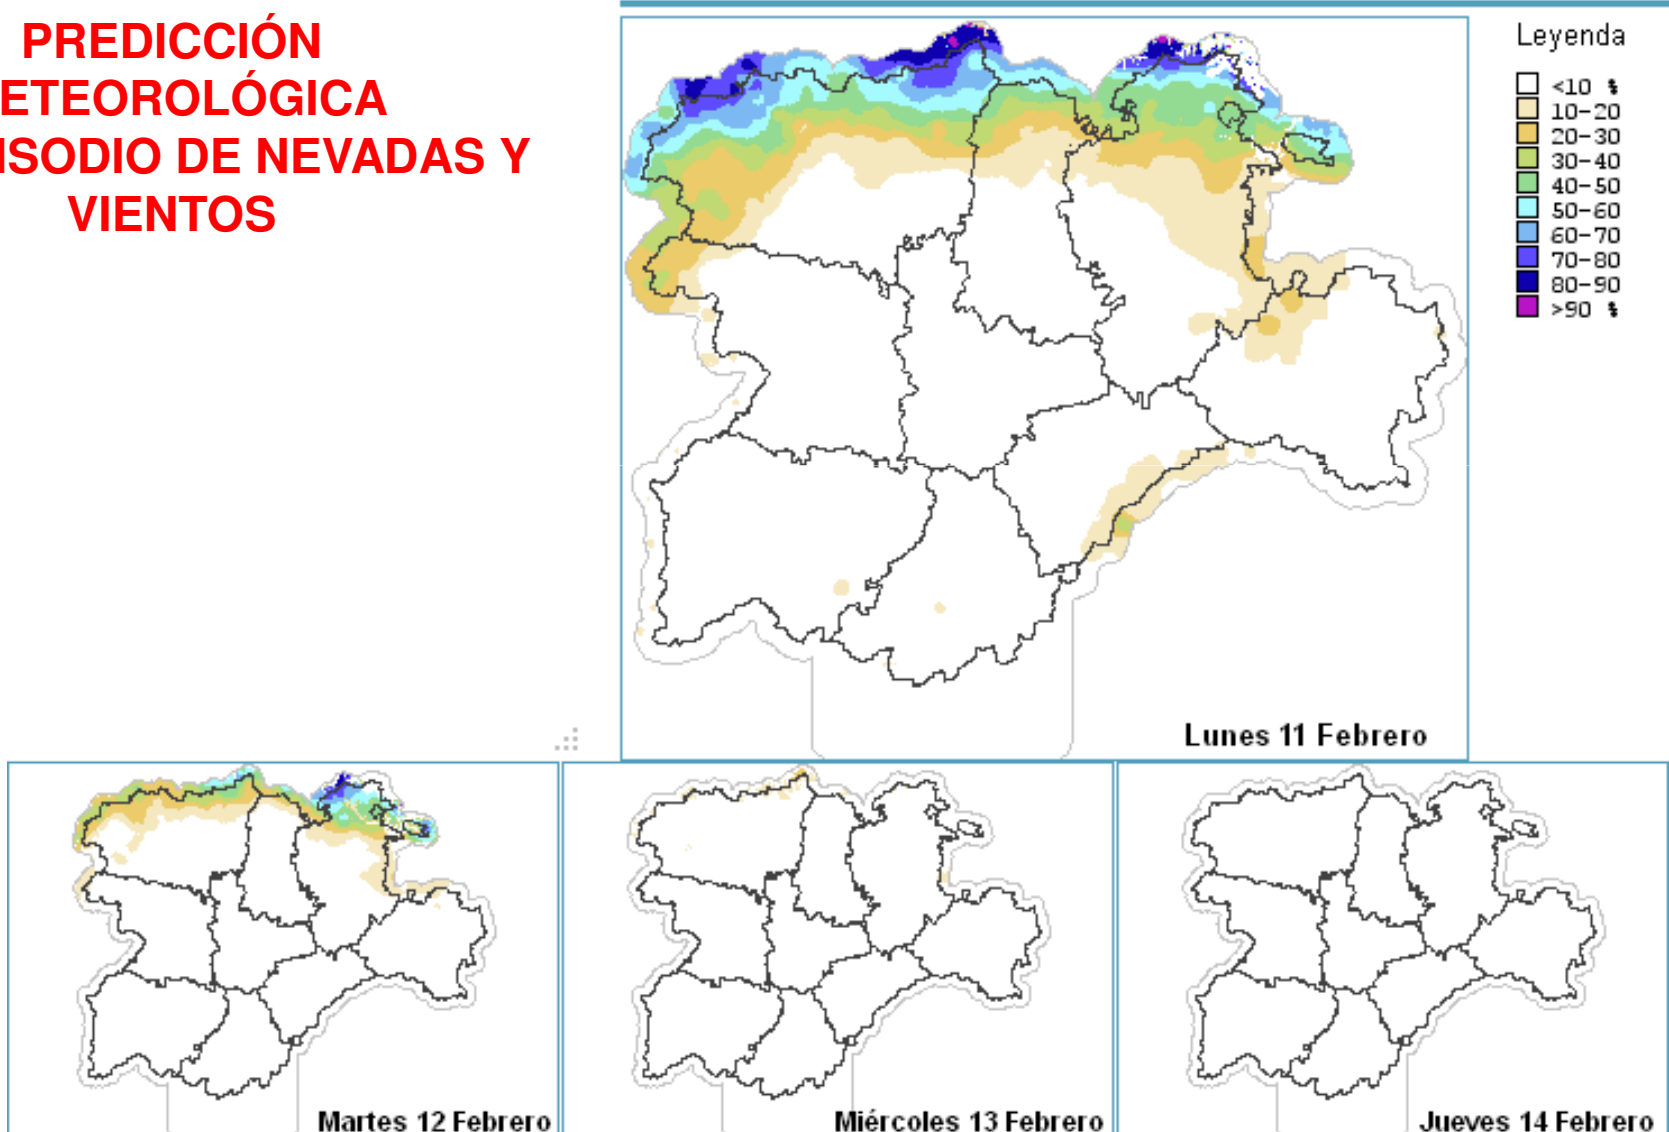 PREDICCIÓN
ETEOROLÓGICA
ISODIO DE NEVADAS Y
VIENTOS
Leyenda
<10 %
10-20
20-30
30-40
40-50
50-60
60-70
70-80
80-90
>90 %
Lunes 11 Febrero
Martes 12 Febrero
Miércoles 13 Febrero
Jueves 14 Febrero